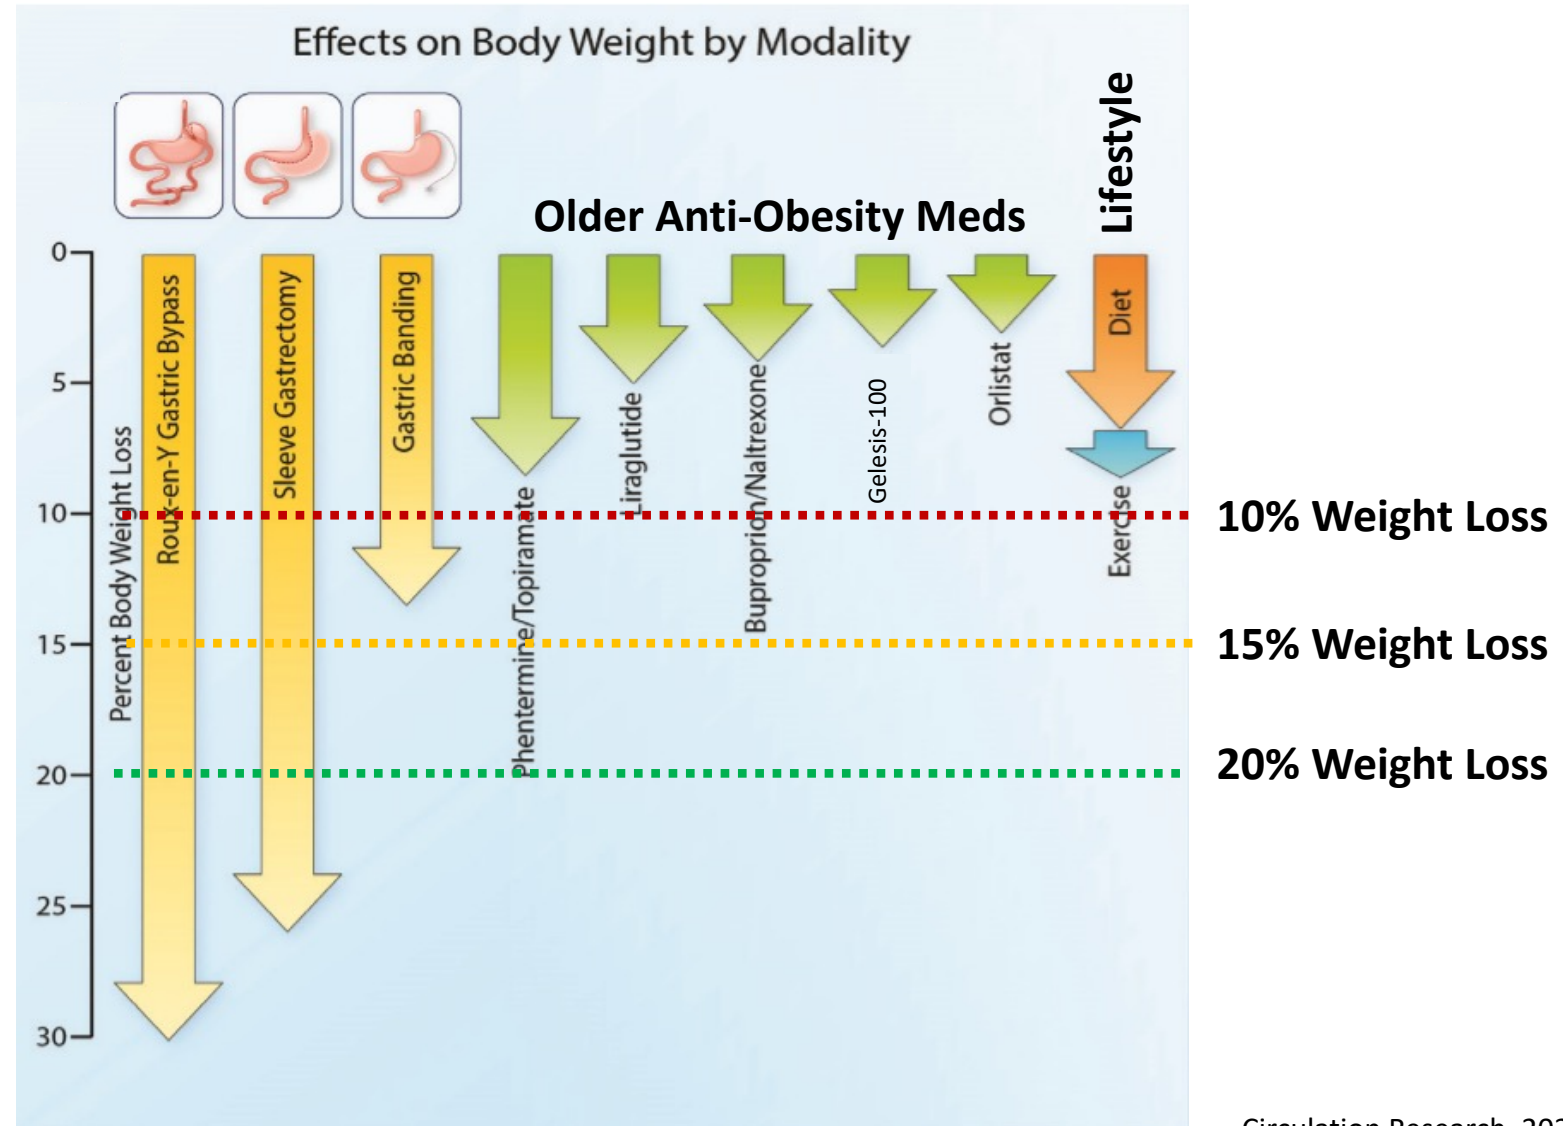 Effects on Body Weight by Modality
Lifestyle
Older Anti-Obesity Meds
0
5
10
15
20
25
30
Percent Body Weight Loss
Roux-en-Y Gastric Bypass
Sleeve Gastrectomy
Gastric Banding
Phentermine/Topiramate
Liraglutide
Buproprion/Naltrexone
Gelesis-100
Orlistat
Diet
Exercise
10% Weight Loss
15% Weight Loss
20% Weight Loss
Circulation Research